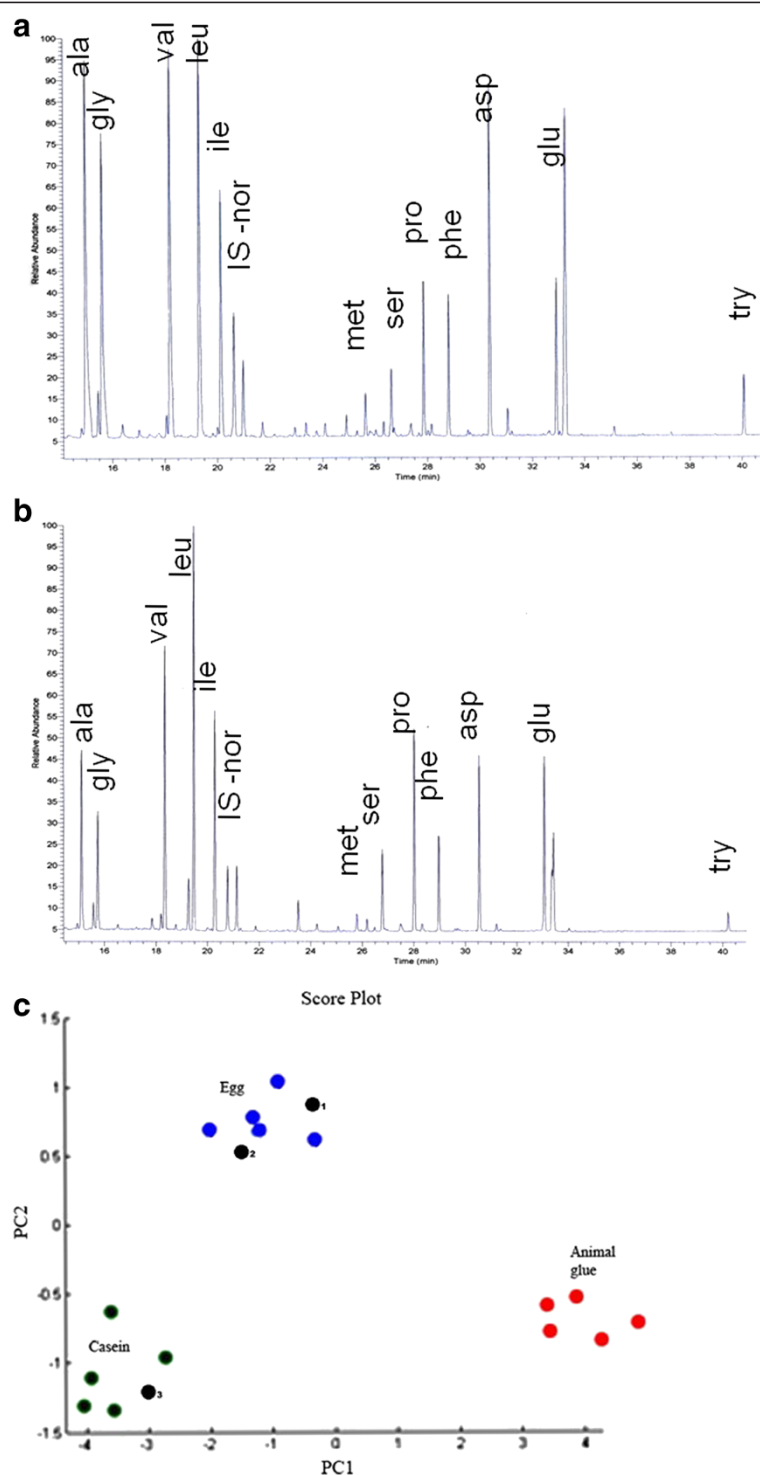 a
ala
gly
val
leu
ile
IS -nor
met
ser
pro
phe
asp
glu
try
Relative Abundance
100
95
90
85
80
75
70
65
60
55
50
45
40
35
30
25
20
15
10
5
16 18 20 22 24 26 28 30 32 34 36 38 40
Time (min)
b
ala
gly
val
leu
ile
IS -nor
met
ser
pro
phe
asp
glu
try
Relative Abundance
100
95
90
85
80
75
70
65
60
55
50
45
40
35
30
25
20
15
10
5
16 18 20 22 24 26 28 30 32 34 36 38 40
Time (min)
c
Score Plot
PC2
1.5
1
0.5
0
-0.5
-1
-1.5
Egg
1
2
Animal
glue
Casein
3
-4 -3 -2 -1 0 1 2 3 4
PC1